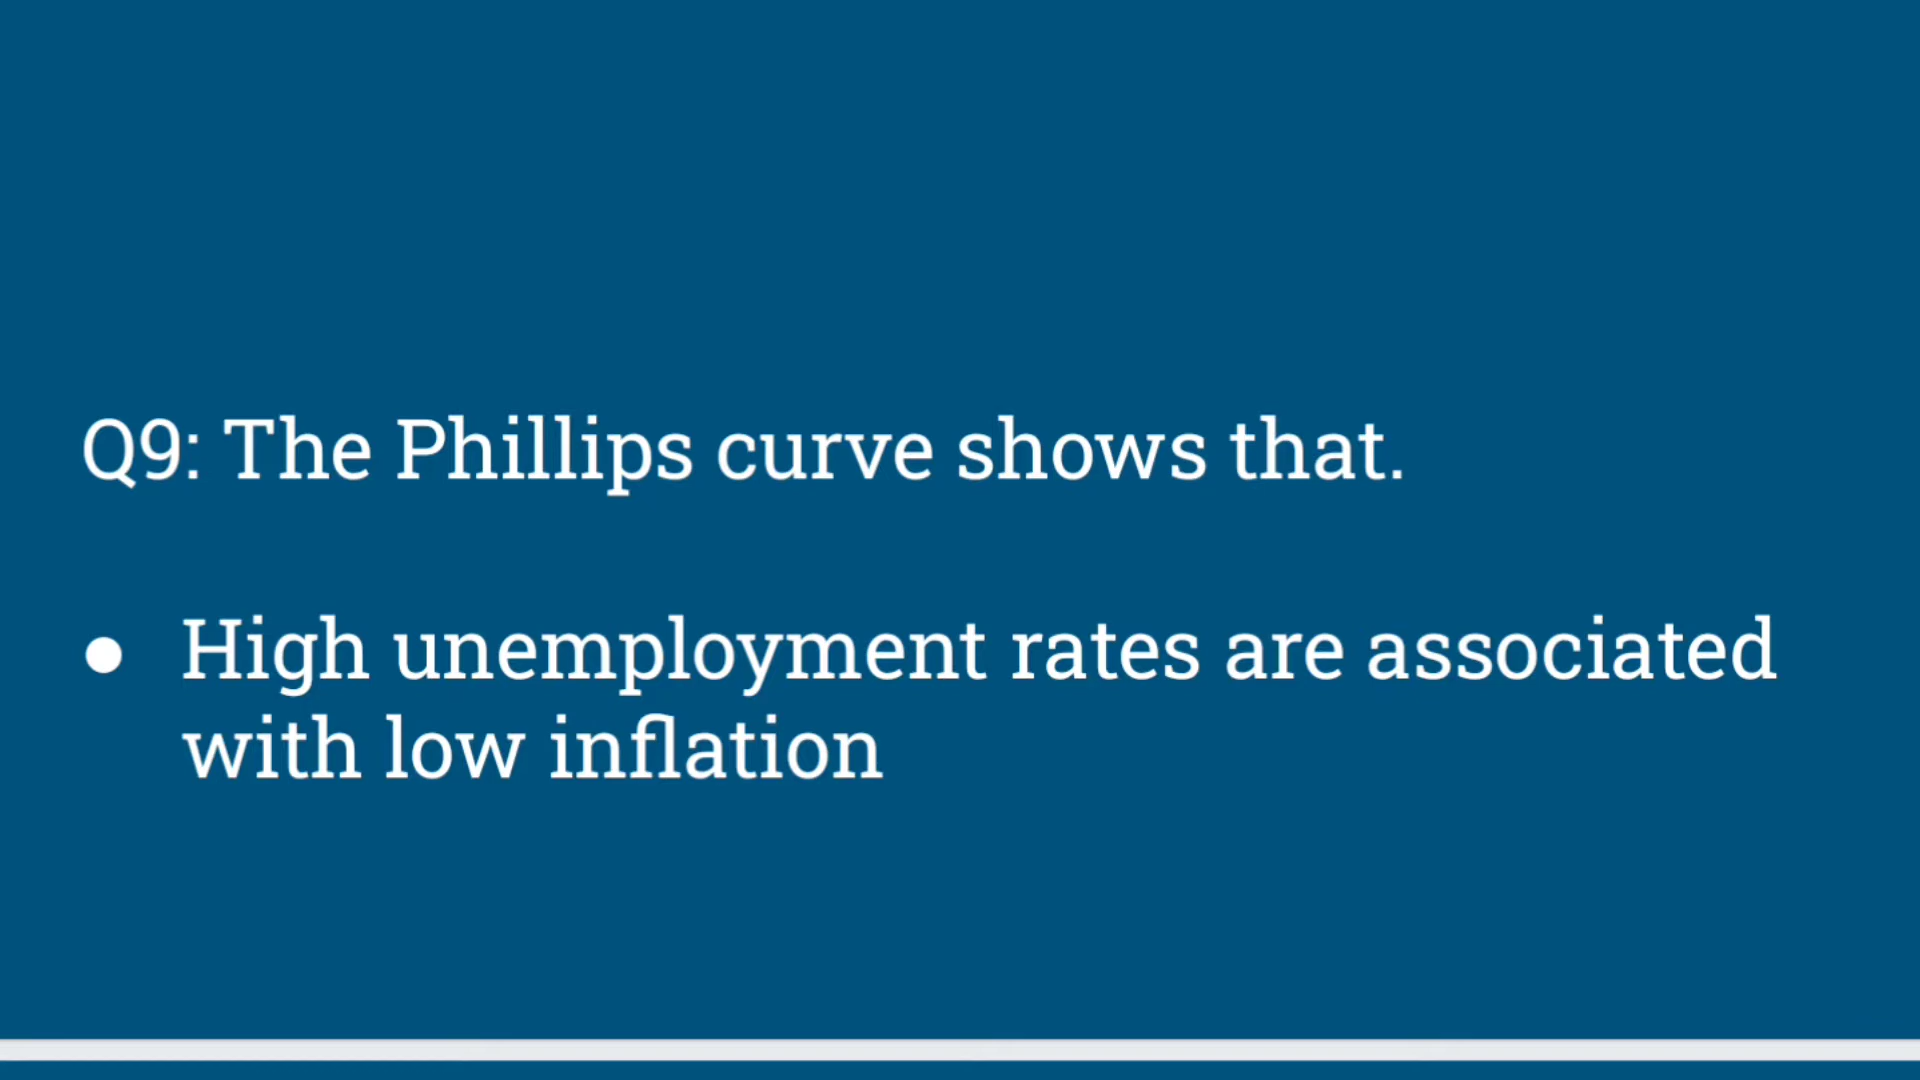 Q9: The Phillips curve shows that.
● High unemployment rates are associated
with low inflation